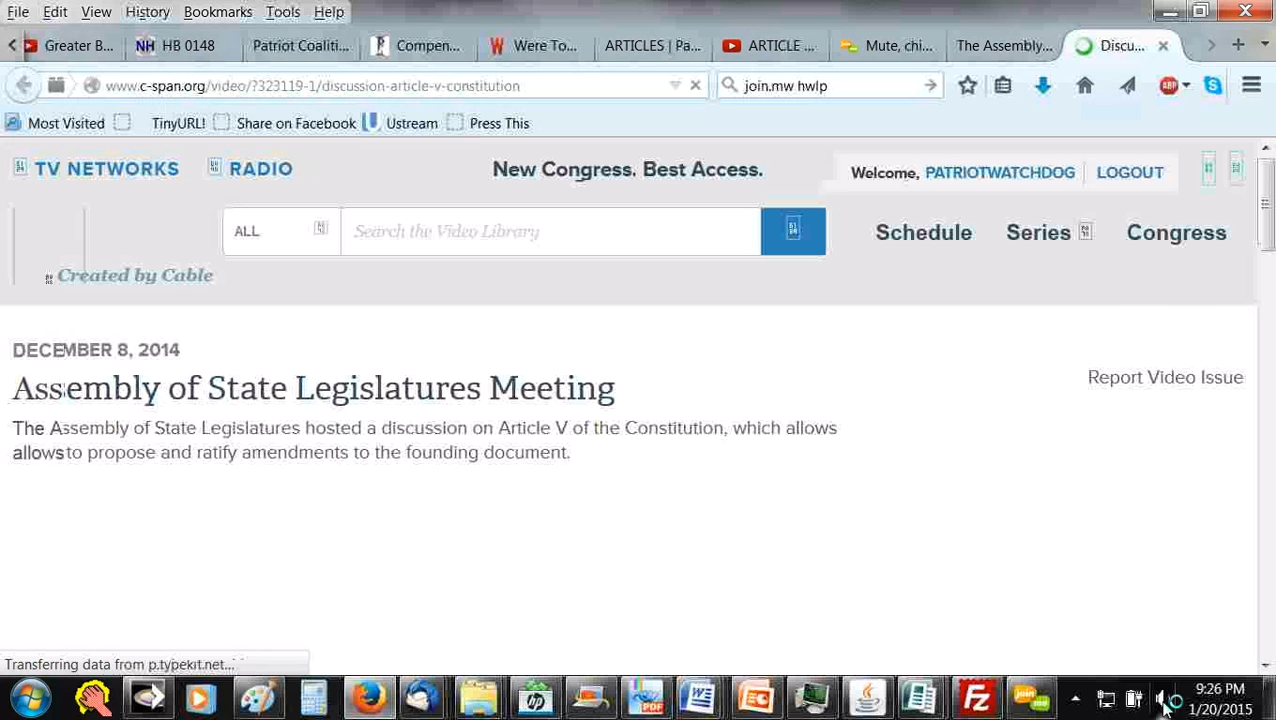 File Edit View History Bookmarks Tools Help
Greater B... NH HB 0148 Patriot Coaliti... Compen... W Were To... ARTICLES | Pa... ARTICLE ... Mute, chi... The Assembly... Discu...
www.c-span.org/video/?323119-1/discussion-article-v-constitution join.mw hwlp ABP
Most Visited TinyURL! Share on Facebook Ustream Press This
TV NETWORKS RADIO New Congress. Best Access. Welcome, PATRIOTWATCHDOG LOGOUT
ALL Search the Video Library Schedule Series Congress
Created by Cable
DECEMBER 8, 2014
Assembly of State Legislatures Meeting
Report Video Issue
The Assembly of State Legislatures hosted a discussion on Article V of the Constitution, which allows
allows to propose and ratify amendments to the founding document.
Transferring data from p.typekit.net...
9:26 PM
1/20/2015